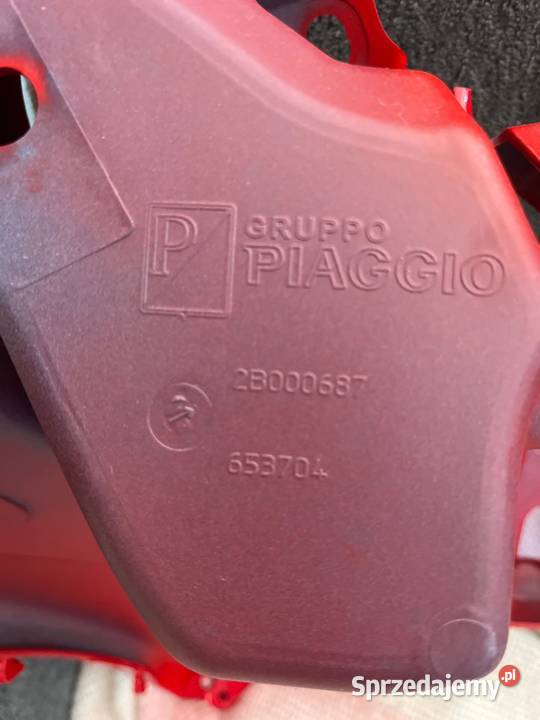 P
GRUPPO
PIAGGIO
2B000687
653704
Sprzedajemy.pl